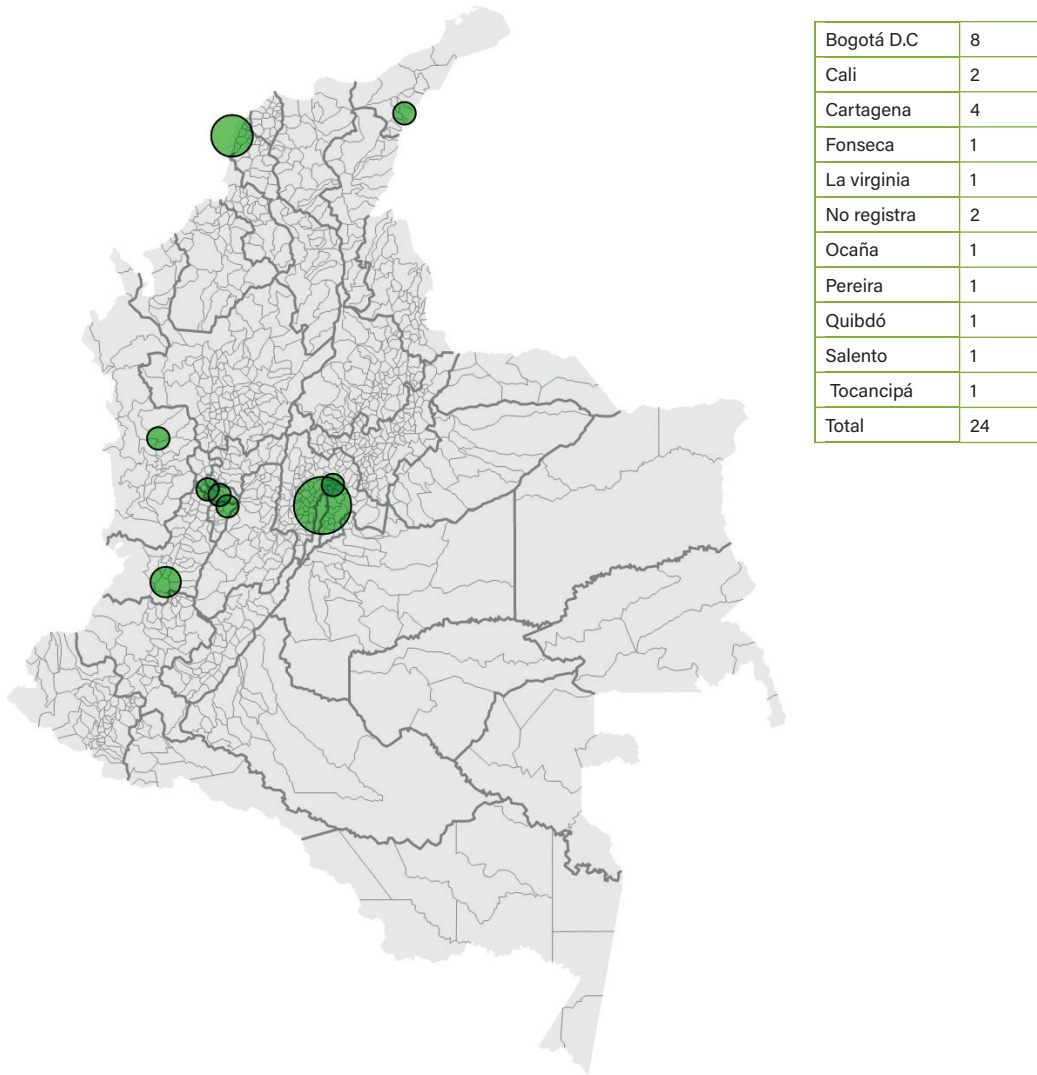 Bogotá D.C 8
Cali 2
Cartagena 4
Fonseca 1
La virginia 1
No registra 2
Ocaña 1
Pereira 1
Quibdó 1
Salento 1
Tocancipá 1
Total 24